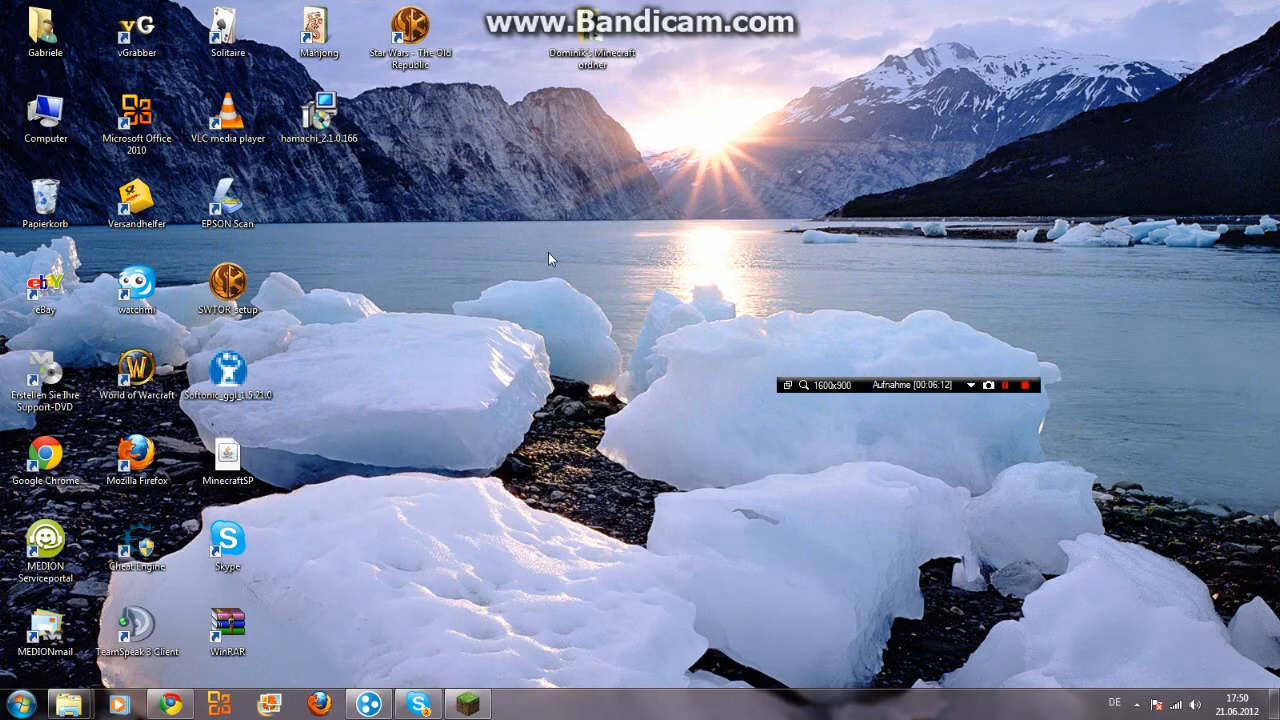 www.Bandicam.com
Gabriele
vGrabber
Solitaire
Mahjong
Star Wars - The Old
Republic
Dominik's Minecraft
ordner
Computer
Microsoft Office
2010
VLC media player
hamachi_2.1.0.166
Papierkorb
Versandhelfer
EPSON Scan
eBay
watchmi
SWTOR_setup
Erstellen Sie Ihre
Support-DVD
World of Warcraft
Softonic_ggl_1.5.21.0
1600x900
Aufnahme [00:06:12]
Google Chrome
Mozilla Firefox
MinecraftSP
MEDION
Serviceportal
Cheat Engine
Skype
MEDIONmail
TeamSpeak 3 Client
WinRAR
DE
17:50
21.06.2012